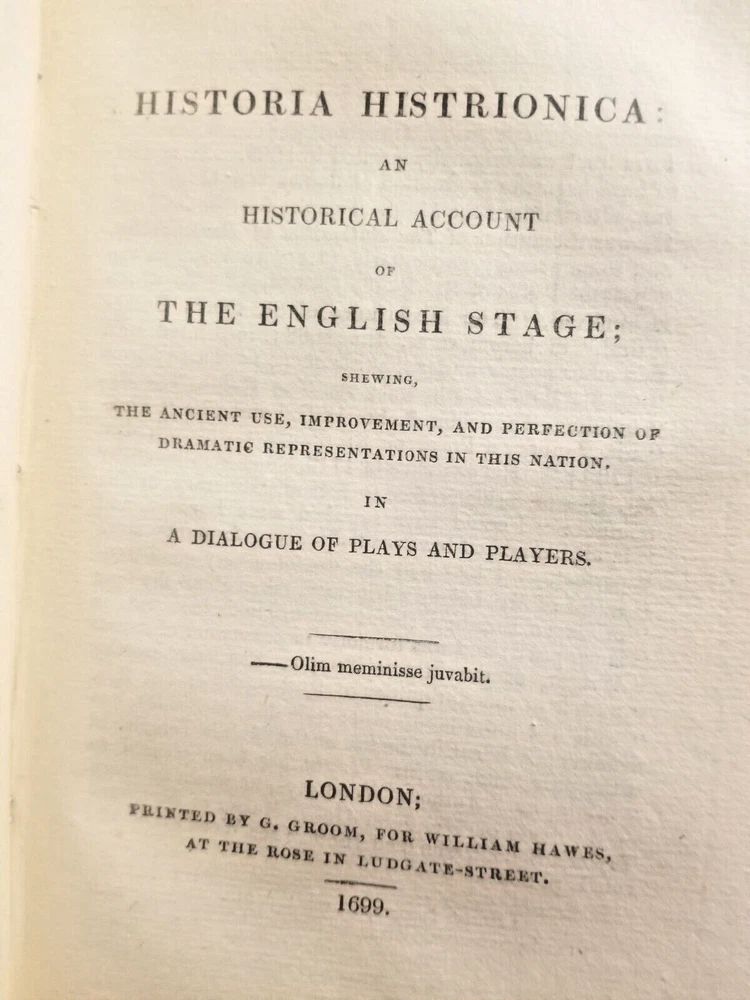 HISTORIA HISTRIONICA:
AN
HISTORICAL ACCOUNT
OF
THE ENGLISH STAGE;
SHEWING,
THE ANCIENT USE, IMPROVEMENT, AND PERFECTION OF
DRAMATIC REPRESENTATIONS IN THIS NATION.
IN
A DIALOGUE OF PLAYS AND PLAYERS.
——Olim meminisse juvabit.
LONDON;
PRINTED BY G. GROOM, FOR WILLIAM HAWES,
AT THE ROSE IN LUDGATE-STREET.
1699.